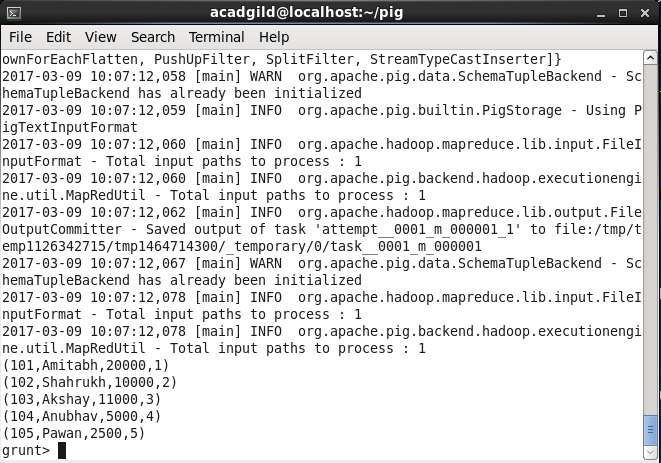 acadgild@localhost:~/pig
File Edit View Search Terminal Help
ownForEachFlatten, PushUpFilter, SplitFilter, StreamTypeCastInserter]}
2017-03-09 10:07:12,058 [main] WARN  org.apache.pig.data.SchemaTupleBackend - Sc
hemaTupleBackend has already been initialized
2017-03-09 10:07:12,059 [main] INFO  org.apache.pig.builtin.PigStorage - Using P
igTextInputFormat
2017-03-09 10:07:12,060 [main] INFO  org.apache.hadoop.mapreduce.lib.input.FileI
nputFormat - Total input paths to process : 1
2017-03-09 10:07:12,060 [main] INFO  org.apache.pig.backend.hadoop.executionengi
ne.util.MapRedUtil - Total input paths to process : 1
2017-03-09 10:07:12,062 [main] INFO  org.apache.hadoop.mapreduce.lib.output.File
OutputCommitter - Saved output of task 'attempt__0001_m_000001_1' to file:/tmp/t
emp1126342715/tmp1464714300/_temporary/0/task__0001_m_000001
2017-03-09 10:07:12,067 [main] WARN  org.apache.pig.data.SchemaTupleBackend - Sc
hemaTupleBackend has already been initialized
2017-03-09 10:07:12,078 [main] INFO  org.apache.hadoop.mapreduce.lib.input.FileI
nputFormat - Total input paths to process : 1
2017-03-09 10:07:12,078 [main] INFO  org.apache.pig.backend.hadoop.executionengi
ne.util.MapRedUtil - Total input paths to process : 1
(101,Amitabh,20000,1)
(102,Shahrukh,10000,2)
(103,Akshay,11000,3)
(104,Anubhav,5000,4)
(105,Pawan,2500,5)
grunt>